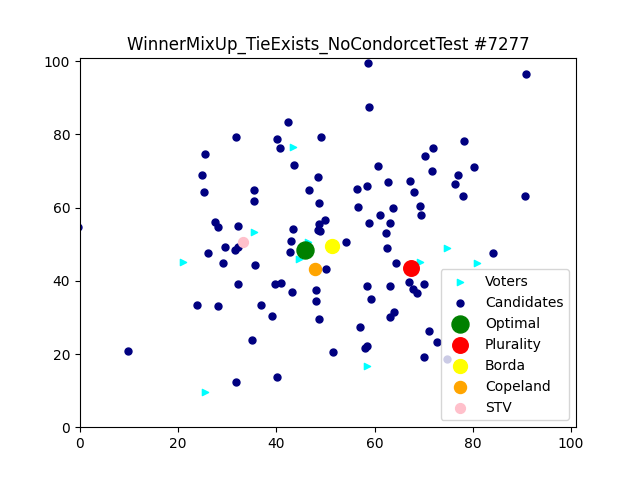 WinnerMixUp_TieExists_NoCondorcetTest #7277
100
80
60
40
20
0
0
20
40
60
80
100
Voters
Candidates
Optimal
Plurality
Borda
Copeland
STV